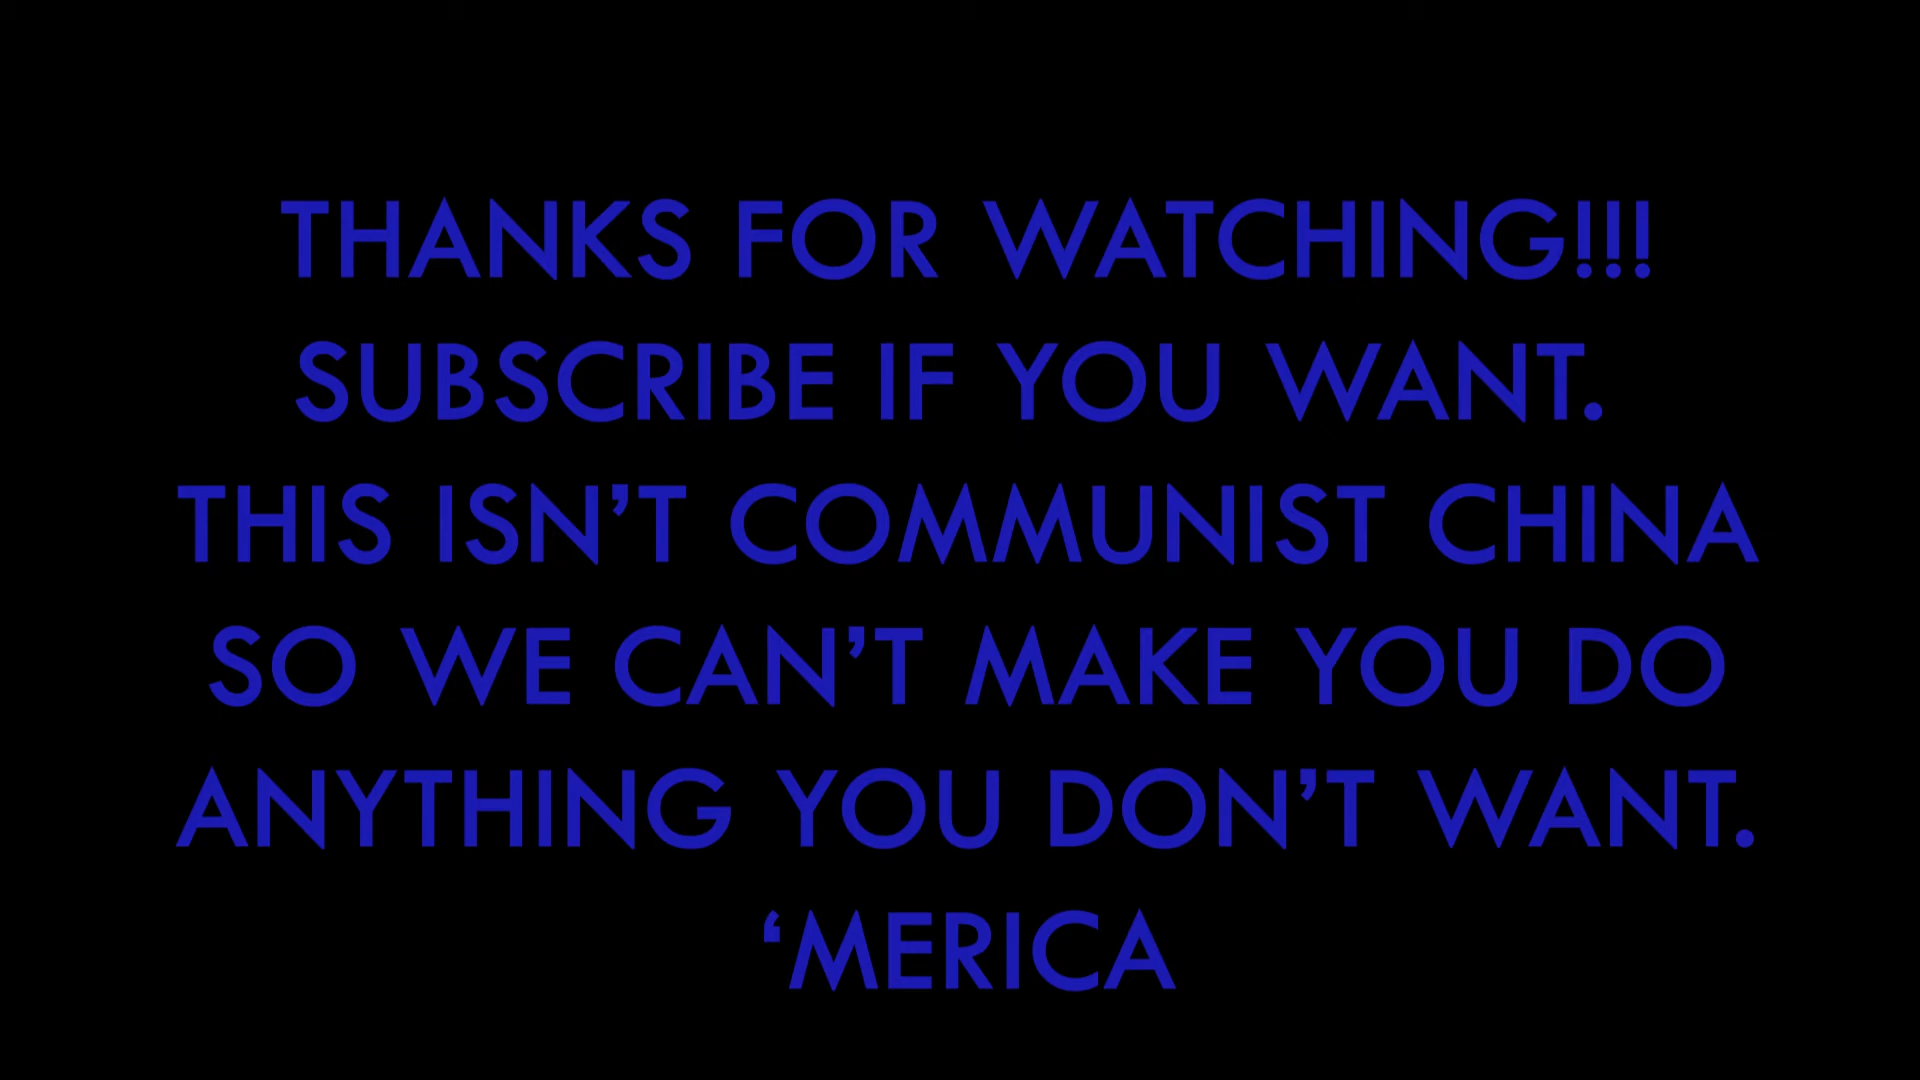 THANKS FOR WATCHING!!!
SUBSCRIBE IF YOU WANT.
THIS ISN’T COMMUNIST CHINA
SO WE CAN’T MAKE YOU DO
ANYTHING YOU DON’T WANT.
‘MERICA